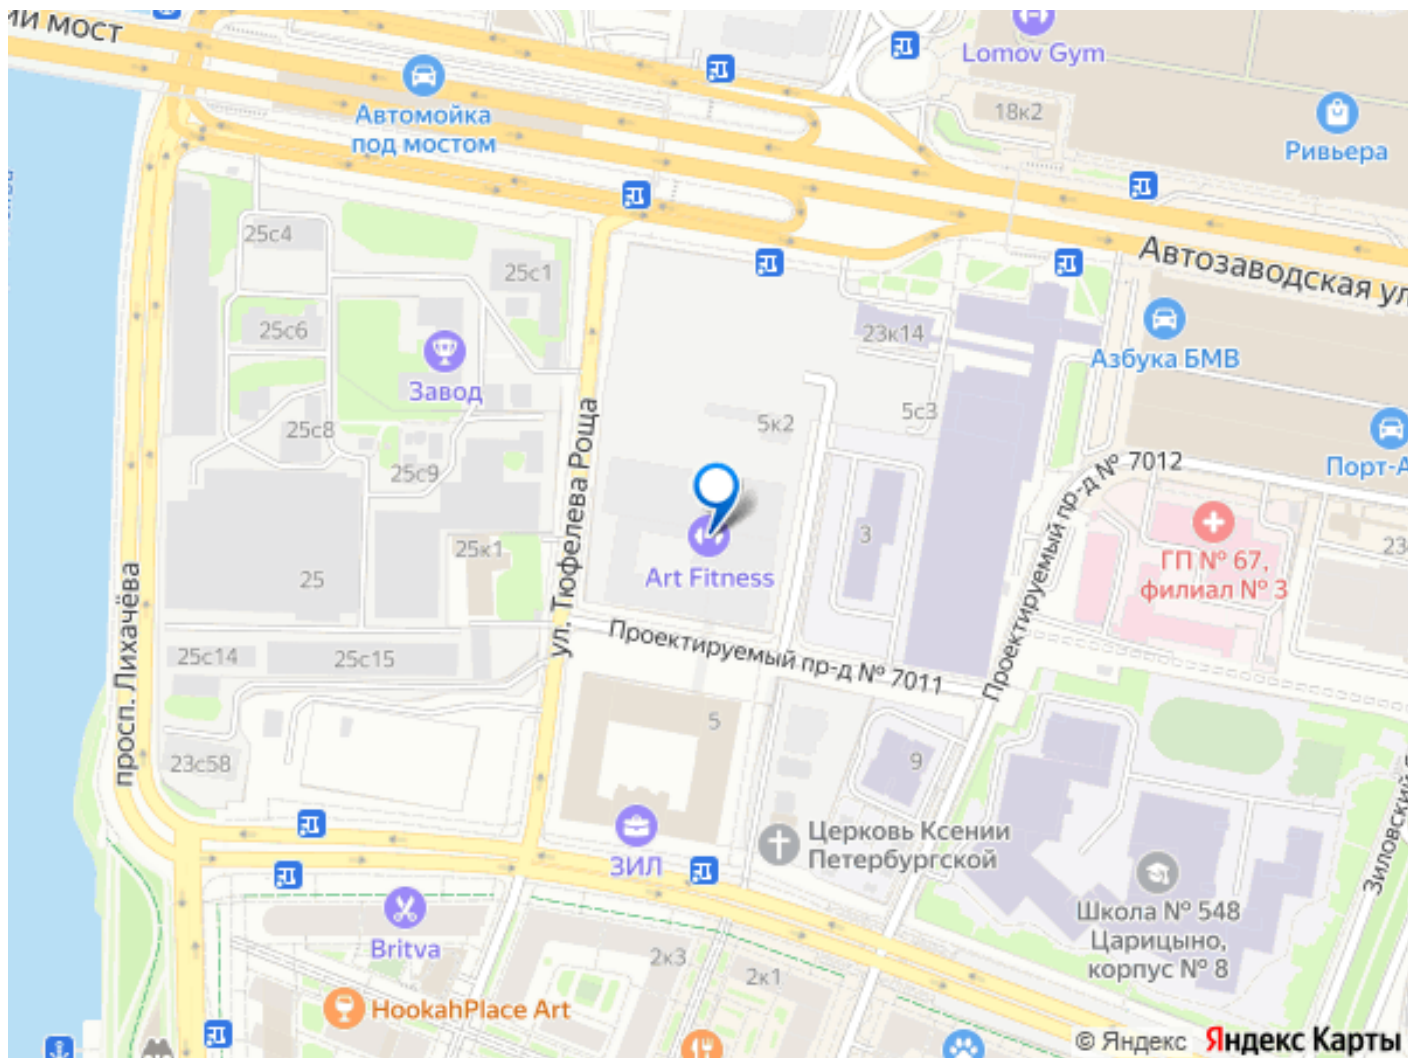 мост
Lomov Gym
Автомойка
под мостом
18к2
Ривьера
25с4
25с1
Автозаводская ул
25с6
23к14
Азбука БМВ
Завод
5с3
5к2
25с8
25с9
ул. Тюфелева Роща
Порт-А
Проектируемый пр-д № 7012
3
25к1
Art Fitness
ГП № 67,
филиал № 3
23
25
просп. Лихачёва
Проектируемый пр-д № 7011
25с14
25с15
5
23с58
9
ЗИЛ
Церковь Ксении
Петербургской
Зиловский
Школа № 548
Царицыно,
корпус № 8
Britva
2к3
2к1
HookahPlace Art
© Яндекс Яндекс Карты